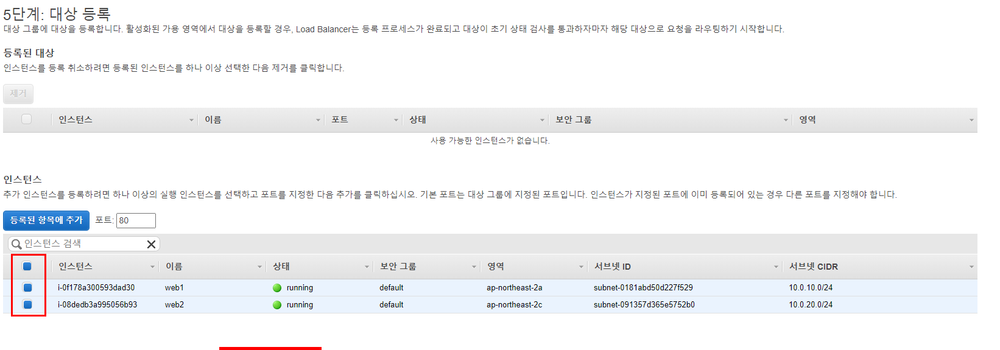 5단계: 대상 등록
대상 그룹에 대상을 등록합니다. 활성화된 가용 영역에서 대상을 등록할 경우, Load Balancer는 등록 프로세스가 완료되고 대상이 초기 상태 검사를 통과하자마자 해당 대상으로 요청을 라우팅하기 시작합니다.
등록된 대상
인스턴스를 등록 취소하려면 등록된 인스턴스를 하나 이상 선택한 다음 제거를 클릭합니다.
제거
인스턴스 이름 포트 상태 보안 그룹 영역
사용 가능한 인스턴스가 없습니다.
인스턴스
추가 인스턴스를 등록하려면 하나 이상의 실행 인스턴스를 선택하고 포트를 지정한 다음 추가를 클릭하십시오. 기본 포트는 대상 그룹에 지정된 포트입니다. 인스턴스가 지정된 포트에 이미 등록되어 있는 경우 다른 포트를 지정해야 합니다.
등록된 항목에 추가 포트: 80
인스턴스 검색
인스턴스 이름 상태 보안 그룹 영역 서브넷 ID 서브넷 CIDR
i-0f178a300593dad30 web1 running default ap-northeast-2a subnet-0181abd50d227f529 10.0.10.0/24
i-08dedb3a995056b93 web2 running default ap-northeast-2c subnet-091357d365e5752b0 10.0.20.0/24